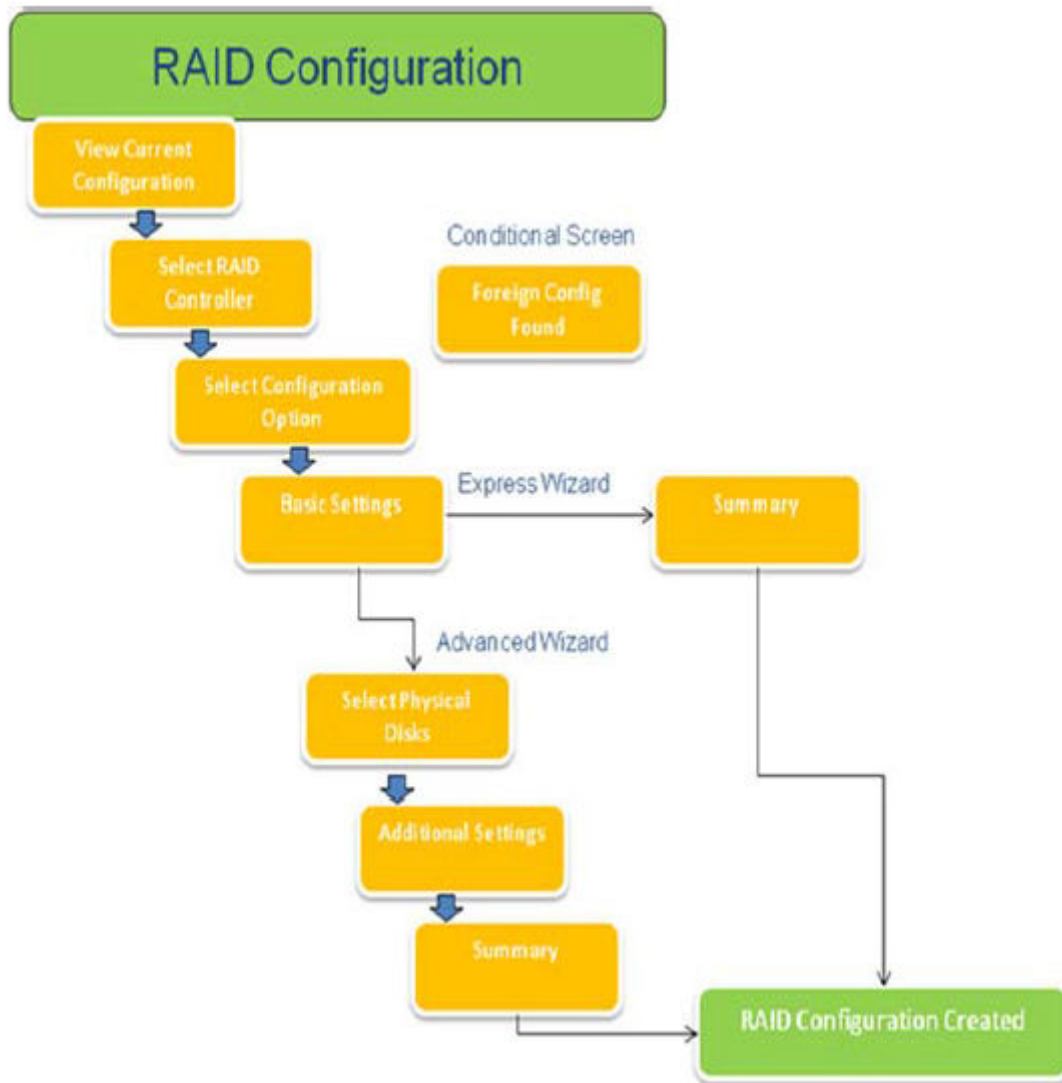 RAID Configuration
View Current
Configuration
Conditional Screen
Select RAID
Controller
Foreign Config
Found
Select Configuration
Option
Basic Settings
Express Wizard
Summary
Advanced Wizard
Select Physical
Disks
Additional Settings
Summary
RAID Configuration Created